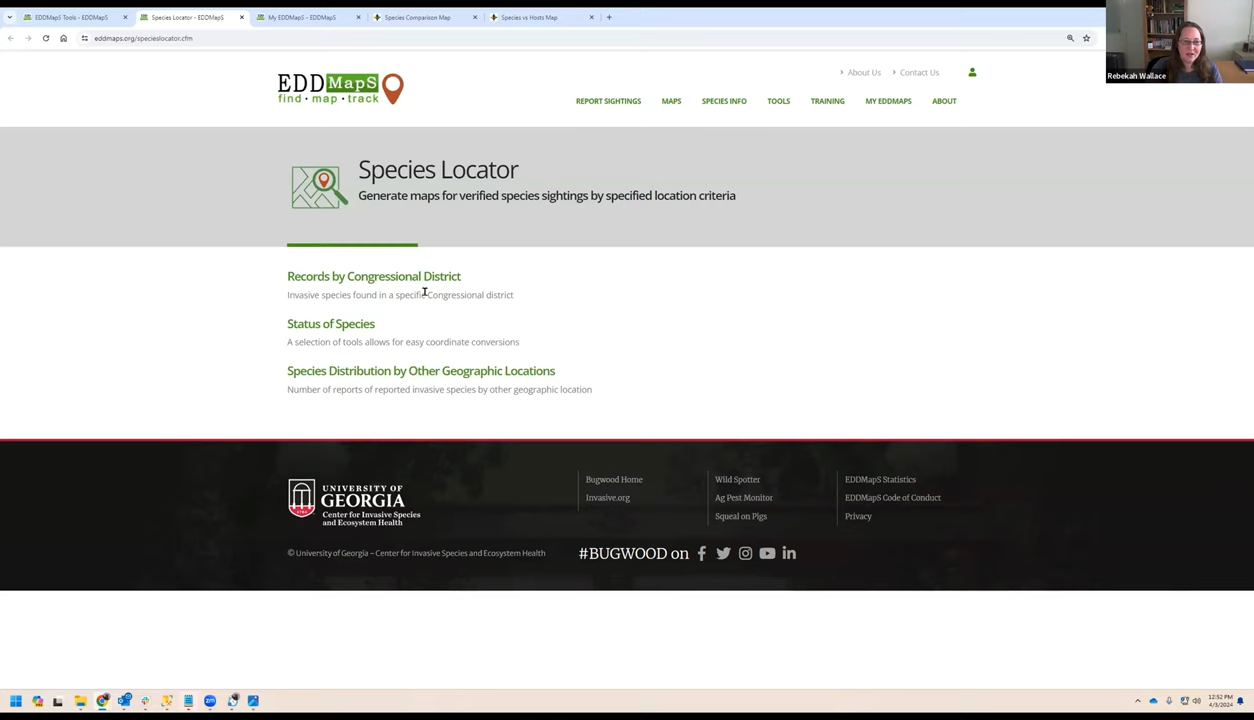 EDDMapS Tools - EDDMapS
Species Locator - EDDMapS
My EDDMapS - EDDMapS
Species Comparison Map
Species vs Hosts Map
eddmaps.org/specieslocator.cfm
Rebekah Wallace
EDDMapS
find · map · track
About Us
Contact Us
REPORT SIGHTINGS
MAPS
SPECIES INFO
TOOLS
TRAINING
MY EDDMAPS
ABOUT
Species Locator
Generate maps for verified species sightings by specified location criteria
Records by Congressional District
Invasive species found in a specific Congressional district
Status of Species
A selection of tools allows for easy coordinate conversions
Species Distribution by Other Geographic Locations
Number of reports of reported invasive species by other geographic location
UNIVERSITY OF
GEORGIA
Center for Invasive Species
and Ecosystem Health
Bugwood Home
Invasive.org
Wild Spotter
Ag Pest Monitor
Squeal on Pigs
EDDMapS Statistics
EDDMapS Code of Conduct
Privacy
© University of Georgia – Center for Invasive Species and Ecosystem Health
#BUGWOOD on
12:52 PM
4/3/2024